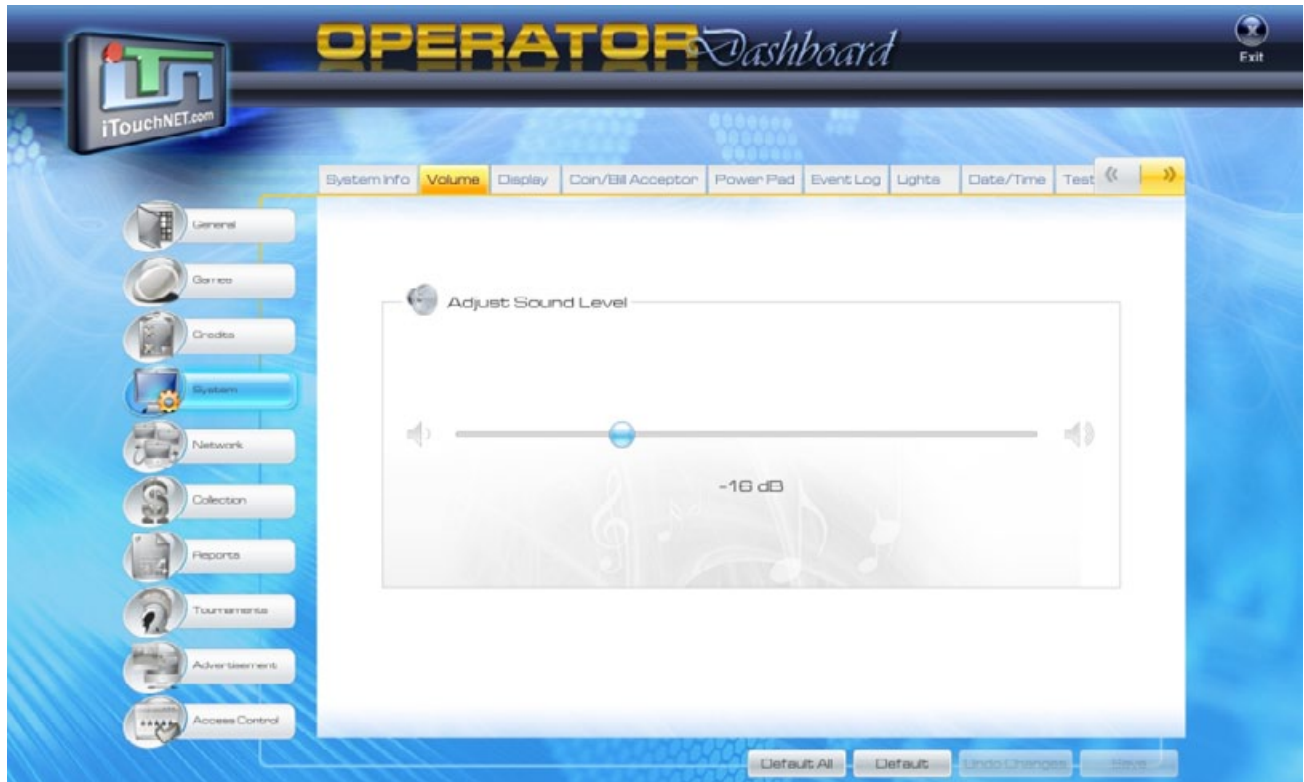 OPERATOR Dashboard
Exit
iTn
iTouchNET.com
System Info Volume Display Coin/Bill Acceptor Power Pad Event Log Lights Date/Time Test
General
Games
Credits
System
Network
Collection
Reports
Tournaments
Advertisement
Access Control
Adjust Sound Level
-16 dB
Default All Default Undo Changes Save